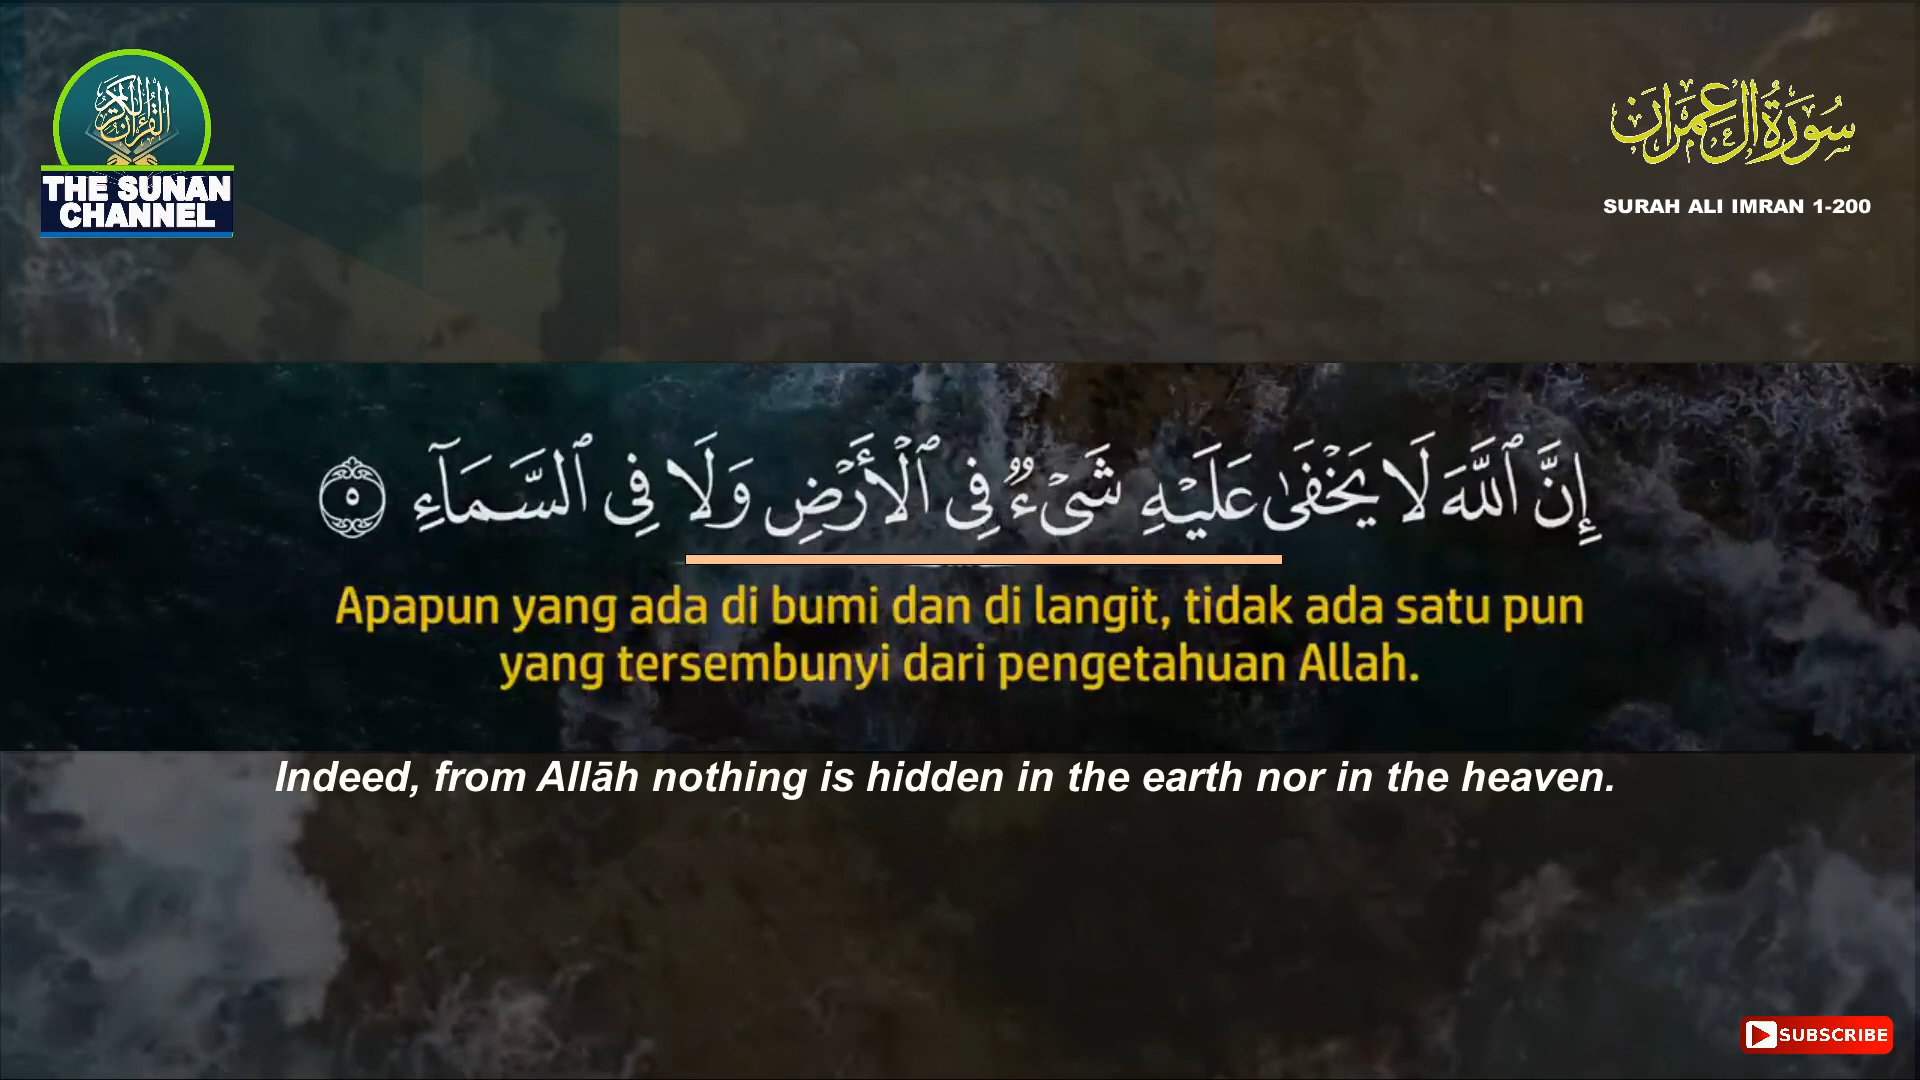 القرآن الكريم
THE SUNAN
CHANNEL
سُورَةُ آلِ عِمْرَان
SURAH ALI IMRAN 1-200
إِنَّ ٱللَّهَ لَا يَخْفَىٰ عَلَيْهِ شَىْءٌۭ فِى ٱلْأَرْضِ وَلَا فِى ٱلسَّمَآءِ ٥
Apapun yang ada di bumi dan di langit, tidak ada satu pun
yang tersembunyi dari pengetahuan Allah.
Indeed, from Allāh nothing is hidden in the earth nor in the heaven.
SUBSCRIBE